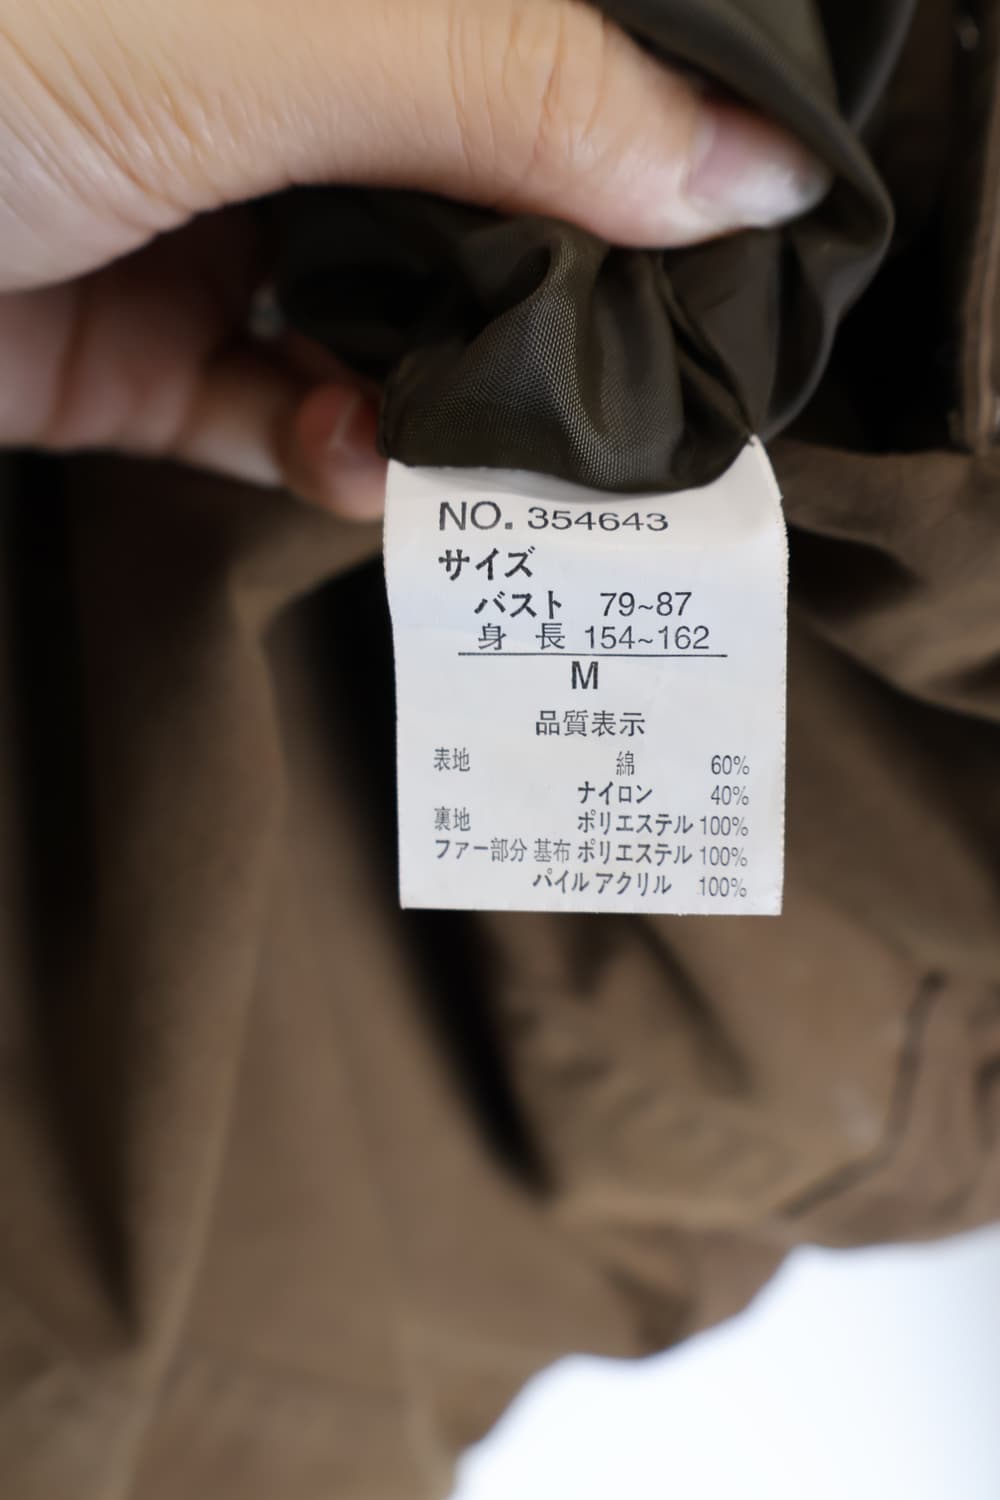 NO. 354643
サイズ
バスト 79~87
身長 154~162
M
品質表示
表地 綿 60%
ナイロン 40%
裏地 ポリエステル 100%
ファー部分 基布 ポリエステル 100%
パイル アクリル 100%